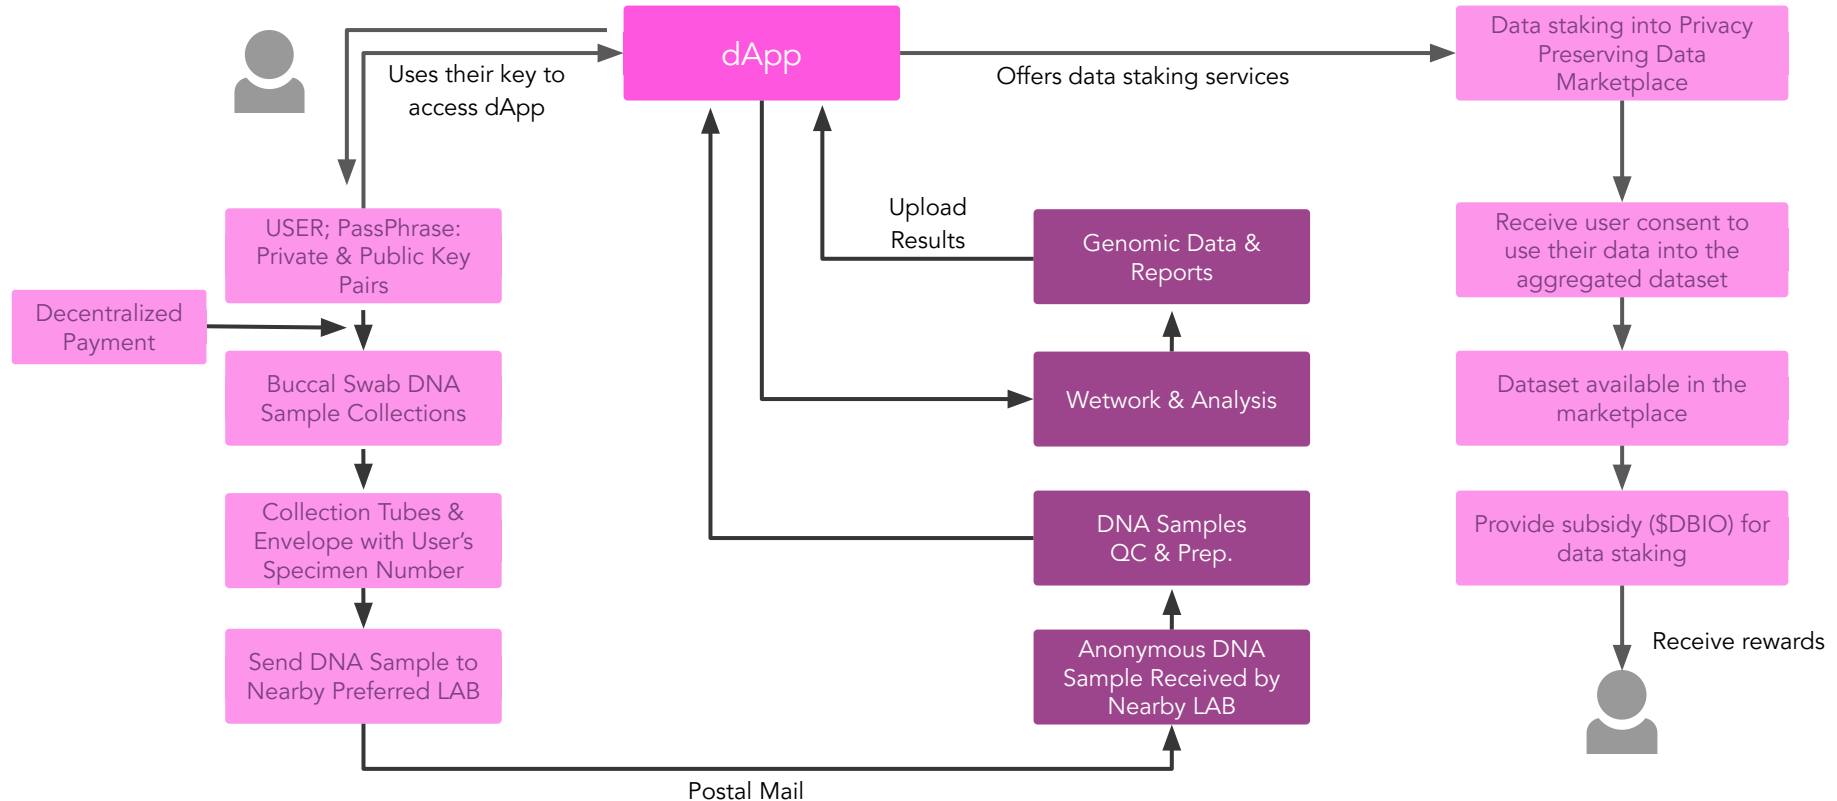 dApp
Uses their key to
access dApp
Offers data staking services
Data staking into Privacy
Preserving Data
Marketplace
USER; PassPhrase:
Private & Public Key
Pairs
Upload
Results
Genomic Data &
Reports
Receive user consent to
use their data into the
aggregated dataset
Decentralized
Payment
Buccal Swab DNA
Sample Collections
Wetwork & Analysis
Dataset available in the
marketplace
Collection Tubes &
Envelope with User’s
Specimen Number
DNA Samples
QC & Prep.
Provide subsidy ($DBIO) for
data staking
Send DNA Sample to
Nearby Preferred LAB
Anonymous DNA
Sample Received by
Nearby LAB
Receive rewards
Postal Mail